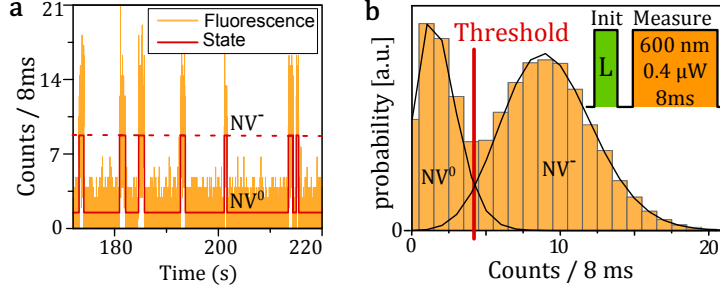 a
21
14
7
0
Counts / 8ms
Fluorescence
State
NV-
NV0
180
200
220
Time (s)
b
probability [a.u.]
0
Threshold
NV0
NV-
Init Measure
L
600 nm
0.4 μW
8ms
0
10
20
Counts / 8 ms